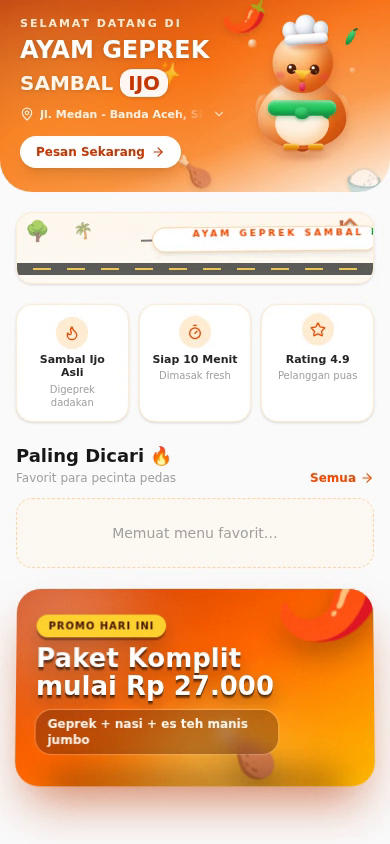 SELAMAT DATANG DI
AYAM GEPREK
SAMBAL IJO
Jl. Medan - Banda Aceh,
Pesan Sekarang
AYAM GEPREK SAMBAL
Sambal Ijo
Asli
Digeprek
dadakan
Siap 10 Menit
Dimasak fresh
Rating 4.9
Pelanggan puas
Paling Dicari
Favorit para pecinta pedas
Semua
Memuat menu favorit...
PROMO HARI INI
Paket Komplit
mulai Rp 27.000
Geprek + nasi + es teh manis
jumbo